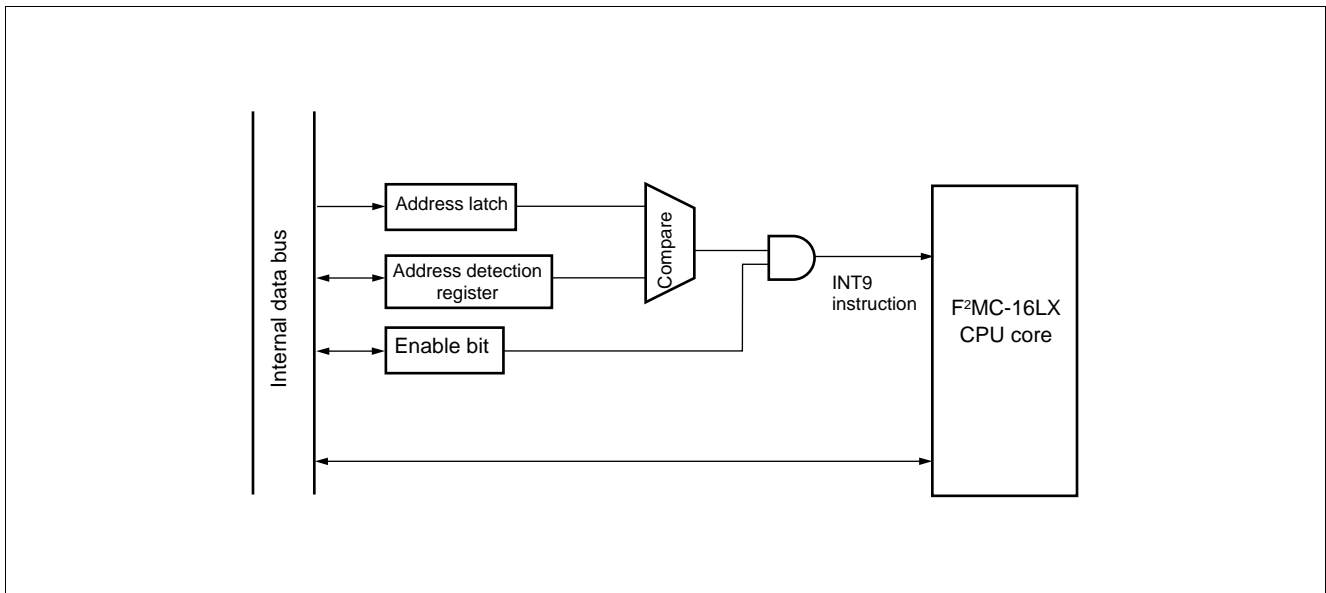 Internal data bus
Address latch
Address detection
register
Enable bit
Compare
INT9
instruction
F²MC-16LX
CPU core